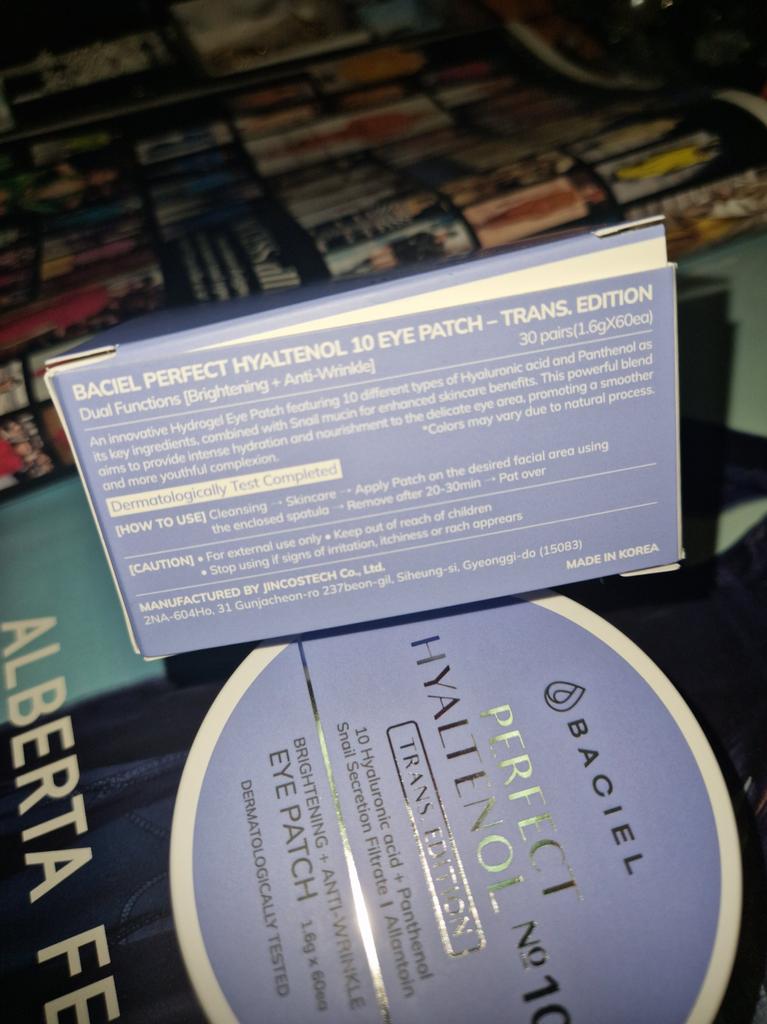 BACIEL PERFECT HYALTENOL 10 EYE PATCH – TRANS. EDITION
30 pairs(1.6gX60ea)
Dual Functions [Brightening + Anti-Wrinkle]
An innovative Hydrogel Eye Patch featuring 10 different types of Hyaluronic acid and Panthenol as
its key ingredients, combined with Snail mucin for enhanced skincare benefits. This powerful blend
aims to provide intense hydration and nourishment to the delicate eye area, promoting a smoother
and more youthful complexion.
*Colors may vary due to natural process.
Dermatologically Test Completed
[HOW TO USE] Cleansing → Skincare → Apply Patch on the desired facial area using
the enclosed spatula → Remove after 20-30min → Pat over
[CAUTION] • For external use only • Keep out of reach of children
• Stop using if signs of irritation, itchiness or rach apprears
MANUFACTURED BY JINCOSTECH Co., Ltd.
2NA-604Ho, 31 Gunjacheon-ro 237beon-gil, Siheung-si, Gyeonggi-do (15083)
MADE IN KOREA
BACIEL
PERFECT
HYALTENOL Nº10
TRANS. EDITION
10 Hyaluronic acid + Panthenol
Snail Secretion Filtrate I Allantoin
BRIGHTENING + ANTI-WRINKLE
EYE PATCH 1.6g x 60ea
DERMATOLOGICALLY TESTED
ALBERTA FE